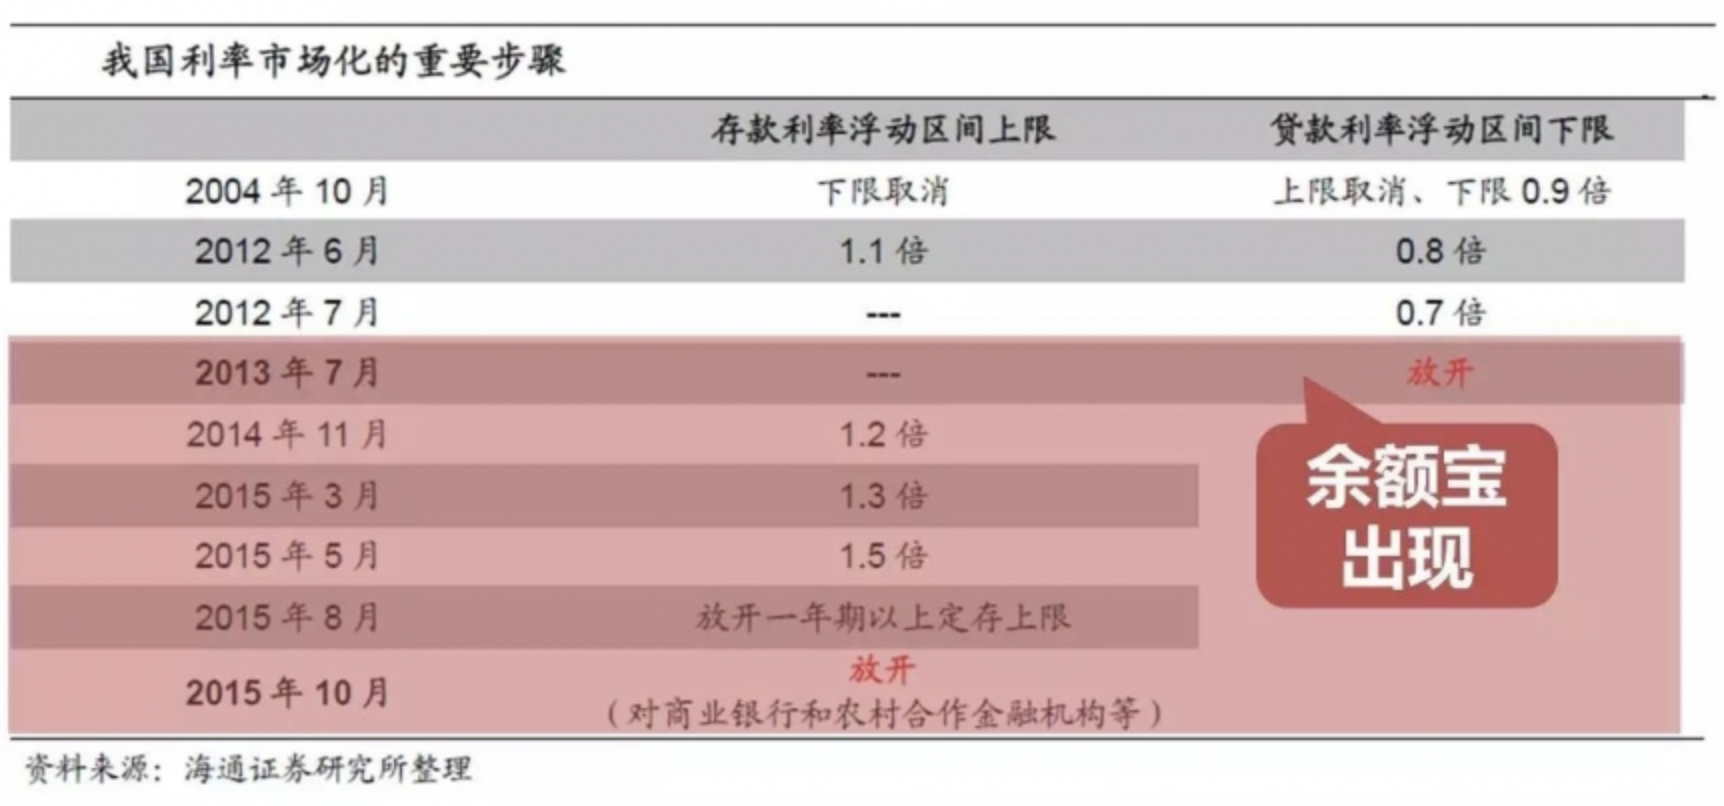 我国利率市场化的重要步骤
存款利率浮动区间上限 贷款利率浮动区间下限
2004年10月 下限取消 上限取消、下限0.9倍
2012年6月 1.1倍 0.8倍
2012年7月 --- 0.7倍
2013年7月 --- 放开
2014年11月 1.2倍
2015年3月 1.3倍
2015年5月 1.5倍
2015年8月 放开一年期以上定存上限
2015年10月 放开
（对商业银行和农村合作金融机构等）
余额宝
出现
资料来源：海通证券研究所整理